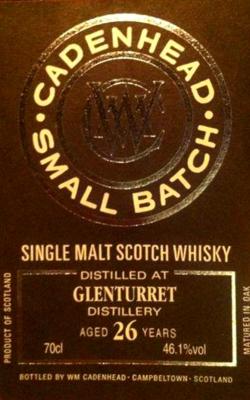 · CADENHEAD ·
SMALL BATCH
WMC
SINGLE MALT SCOTCH WHISKY
DISTILLED AT
GLENTURRET
DISTILLERY
AGED 26 YEARS
70cl 46.1%vol
PRODUCT OF SCOTLAND
MATURED IN OAK
BOTTLED BY WM CADENHEAD · CAMPBELTOWN · SCOTLAND